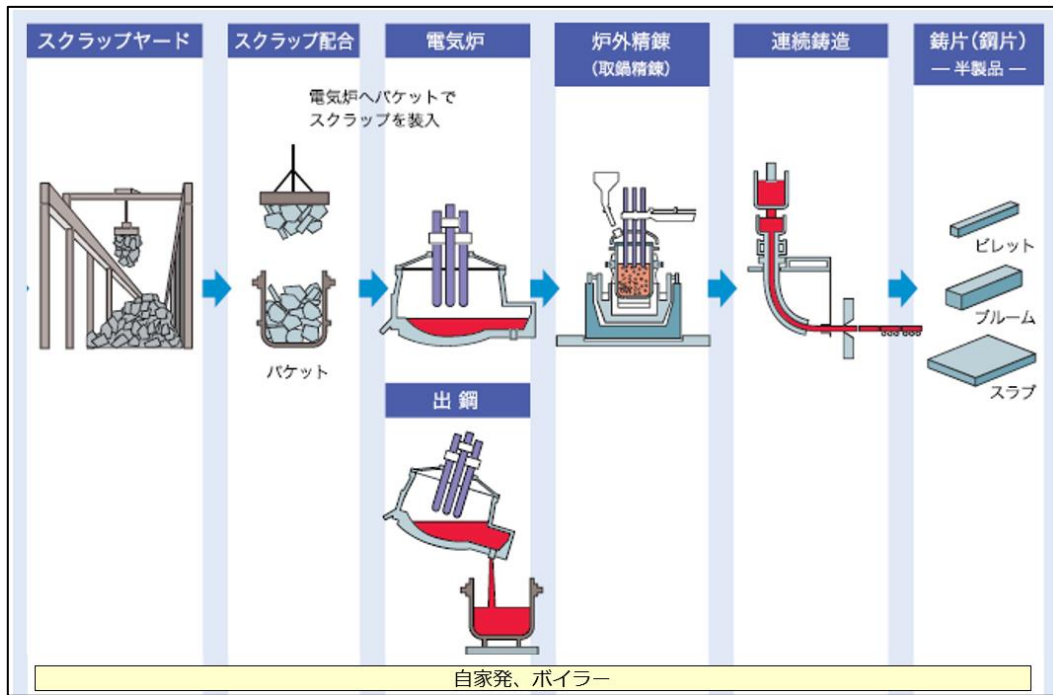 スクラップヤード
スクラップ配合
電気炉
炉外精錬
(取鍋精錬)
連続鋳造
鋳片(鋼片)
― 半製品 ―
電気炉へバケットで
スクラップを装入
バケット
ビレット
ブルーム
スラブ
出 鋼
自家発、ボイラー